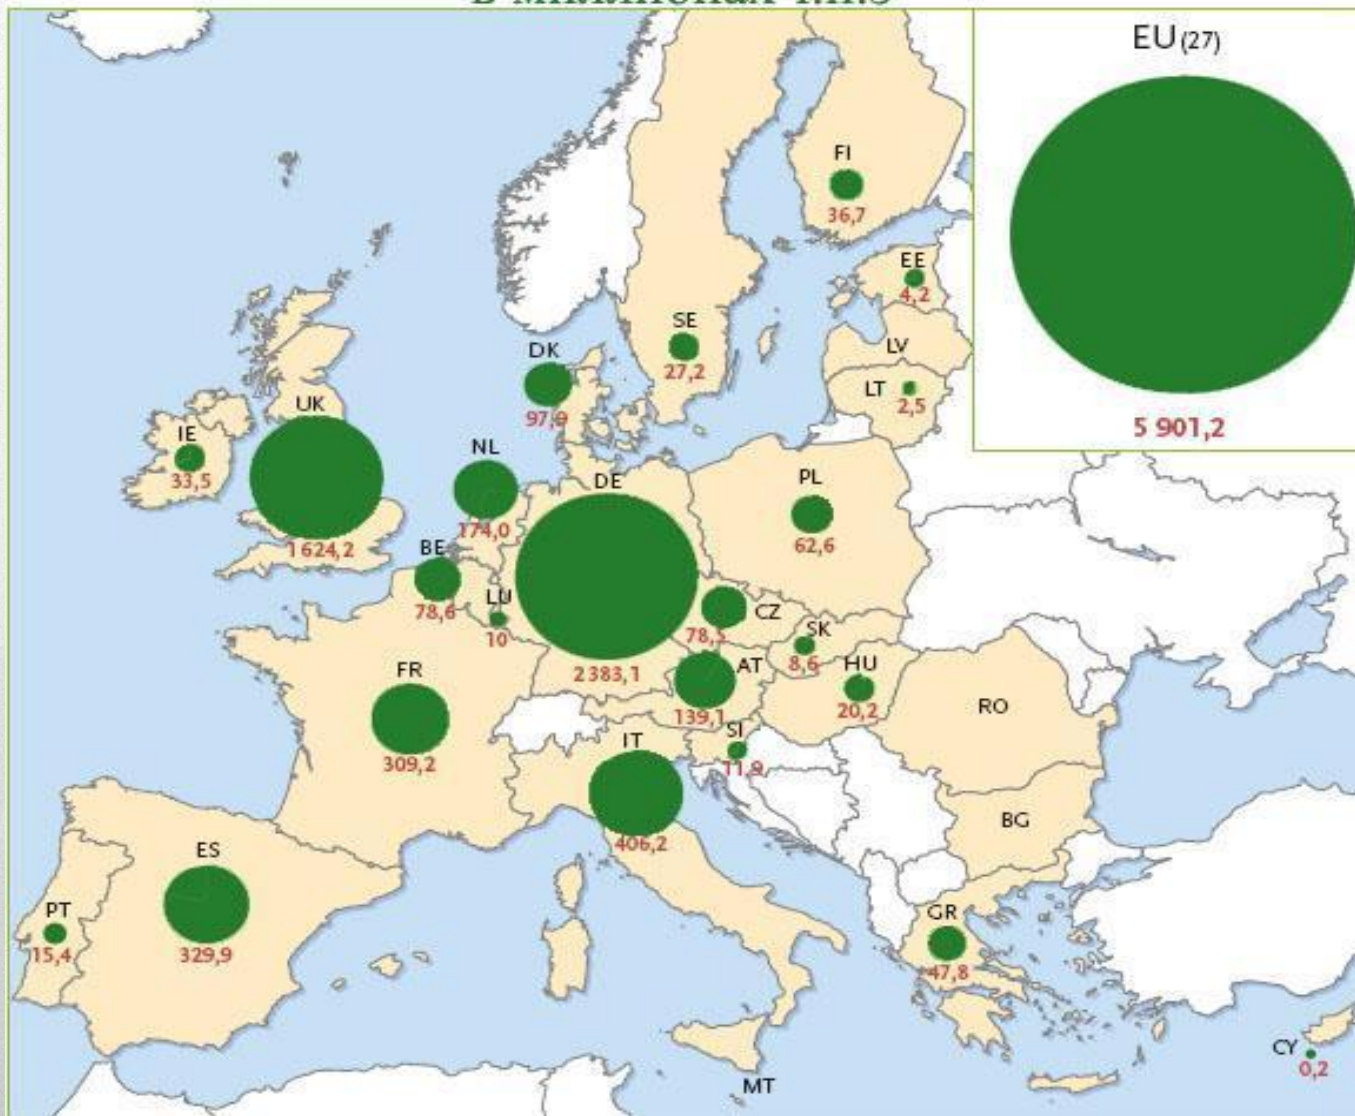 EU (27)
5 901,2
FI
36,7
EE
4,2
SE
27,2
LV
LT
2,5
DK
97,9
UK
1 624,2
IE
33,5
NL
174,0
DE
2 383,1
PL
62,6
BE
78,6
LU
10
CZ
78,5
SK
8,6
HU
20,2
AT
139,1
FR
309,2
RO
SI
11,9
IT
406,2
BG
ES
329,9
PT
15,4
GR
47,8
CY
0,2
MT